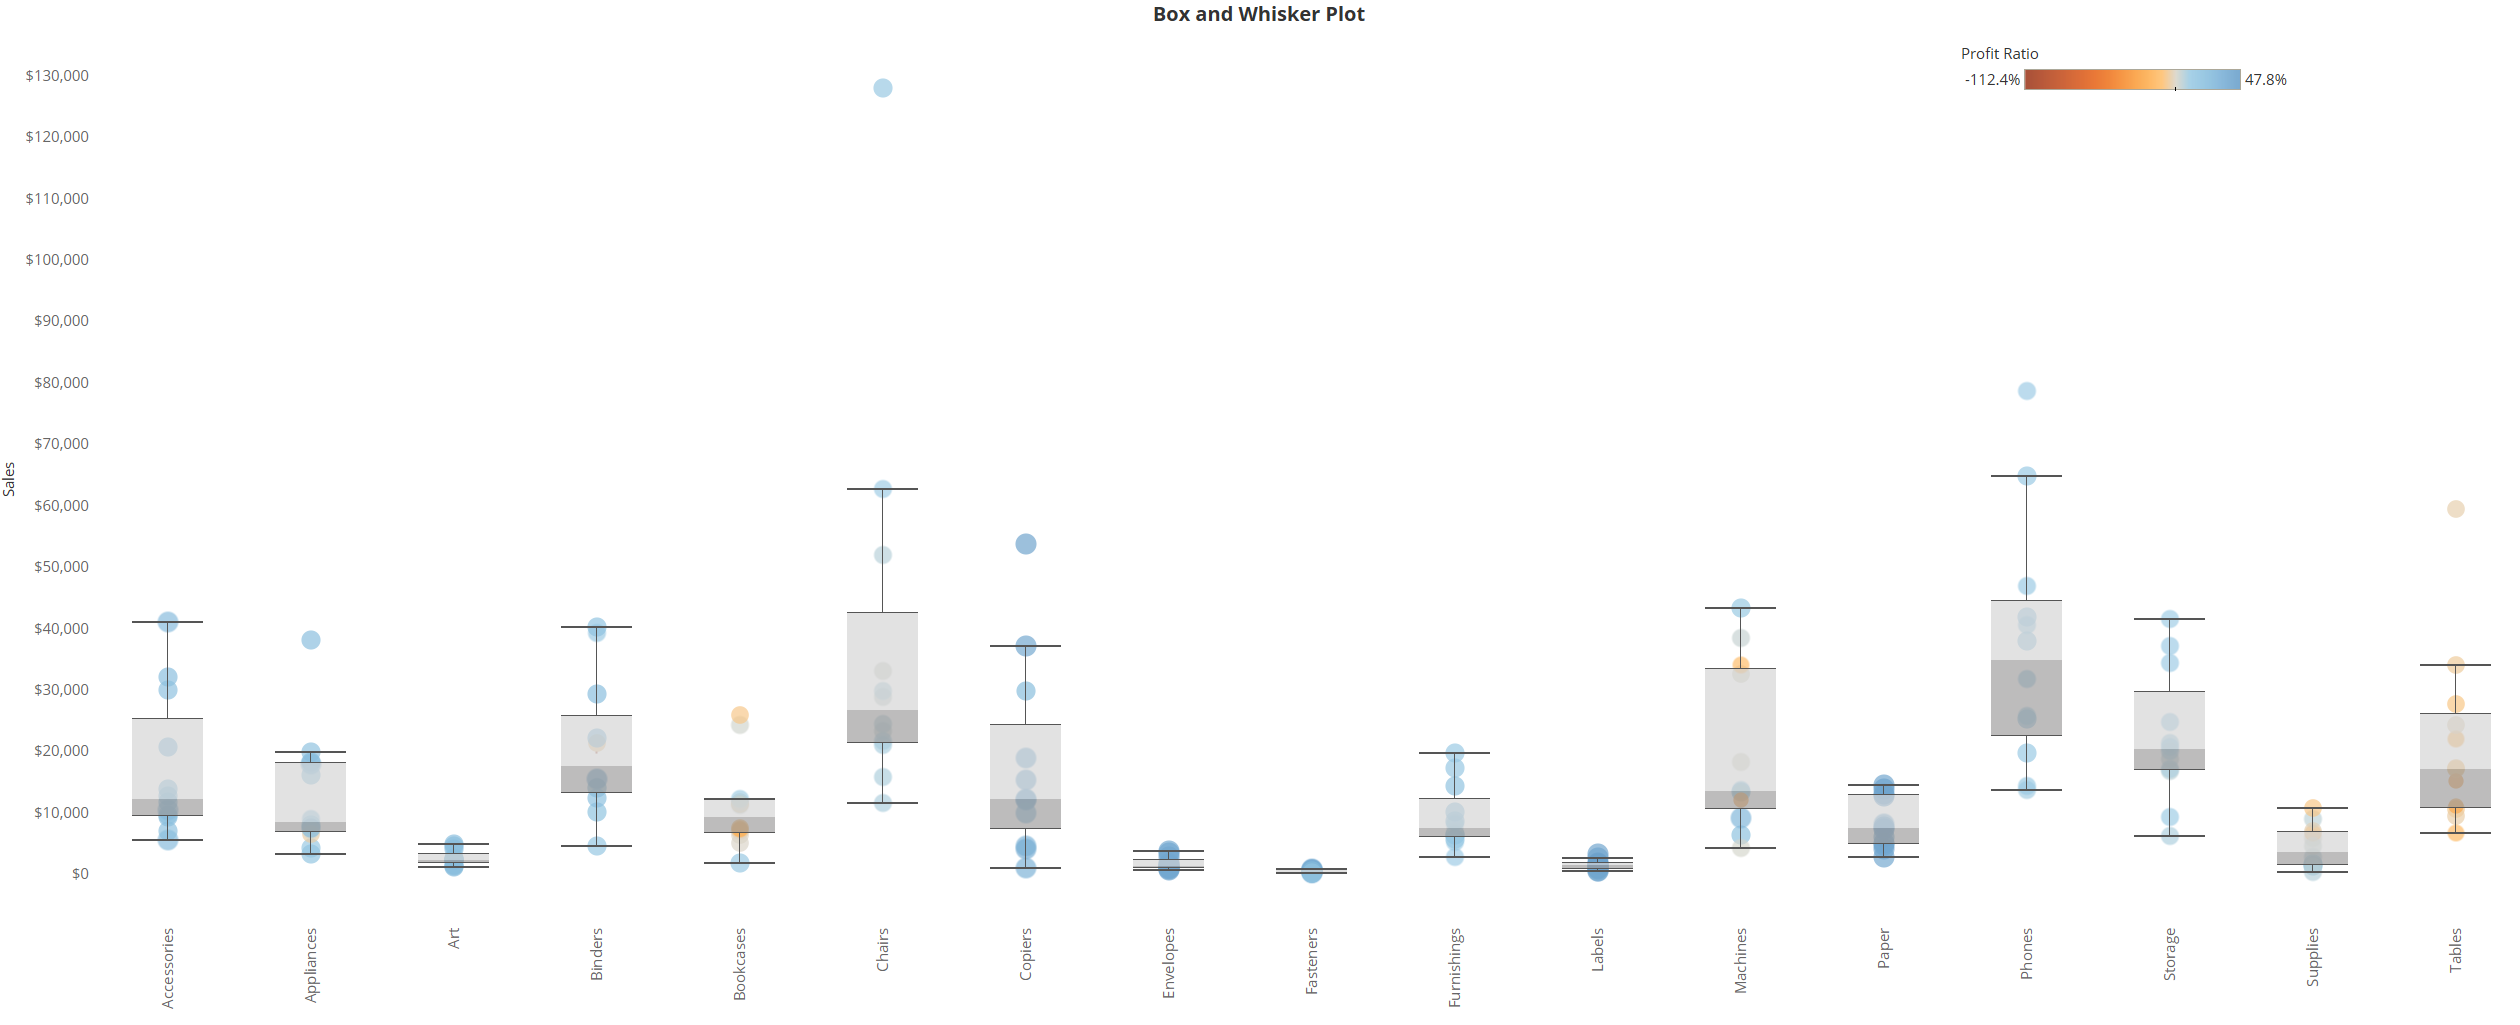 Box and Whisker Plot
Profit Ratio
-112.4% 47.8%
$130,000
$120,000
$110,000
$100,000
$90,000
$80,000
$70,000
$60,000
$50,000
$40,000
$30,000
$20,000
$10,000
$0
Sales
Accessories
Appliances
Art
Binders
Bookcases
Chairs
Copiers
Envelopes
Fasteners
Furnishings
Labels
Machines
Paper
Phones
Storage
Supplies
Tables